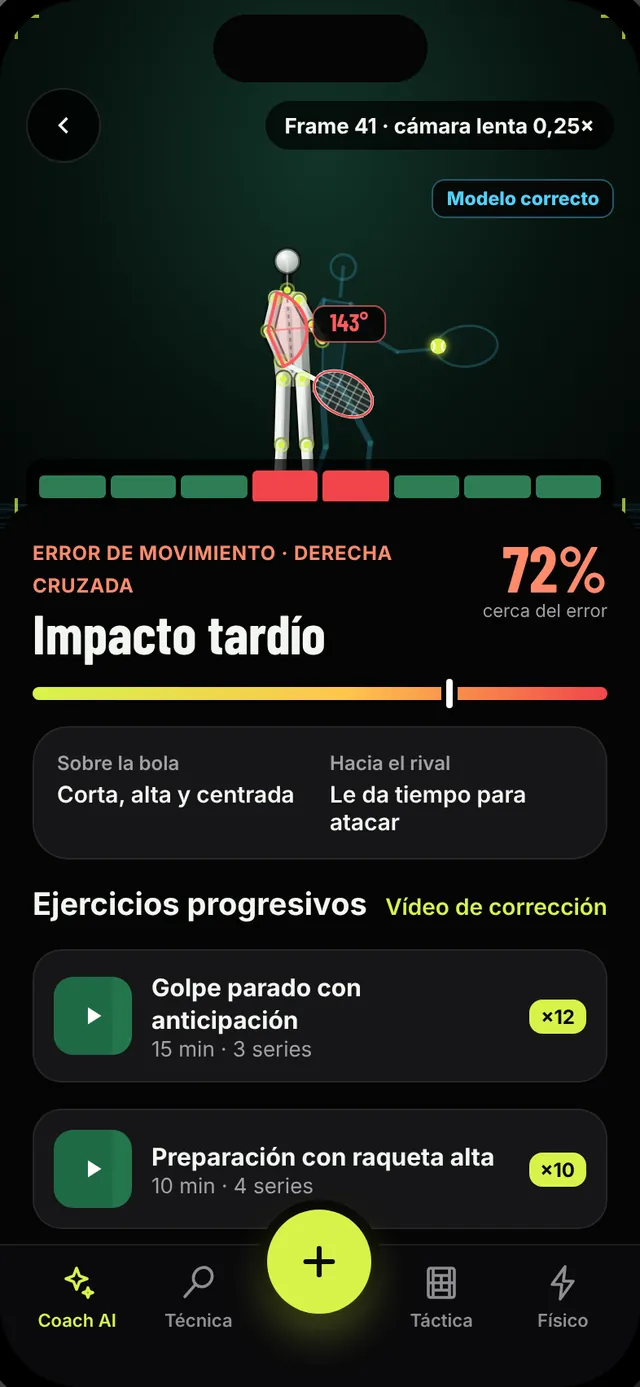 Frame 41 · cámara lenta 0,25×
Modelo correcto
143°
ERROR DE MOVIMIENTO · DERECHA
CRUZADA
72%
cerca del error
Impacto tardío
Sobre la bola
Corta, alta y centrada
Hacia el rival
Le da tiempo para
atacar
Ejercicios progresivos
Vídeo de corrección
Golpe parado con
anticipación
15 min · 3 series
×12
Preparación con raqueta alta
10 min · 4 series
×10
Coach AI
Técnica
Táctica
Físico